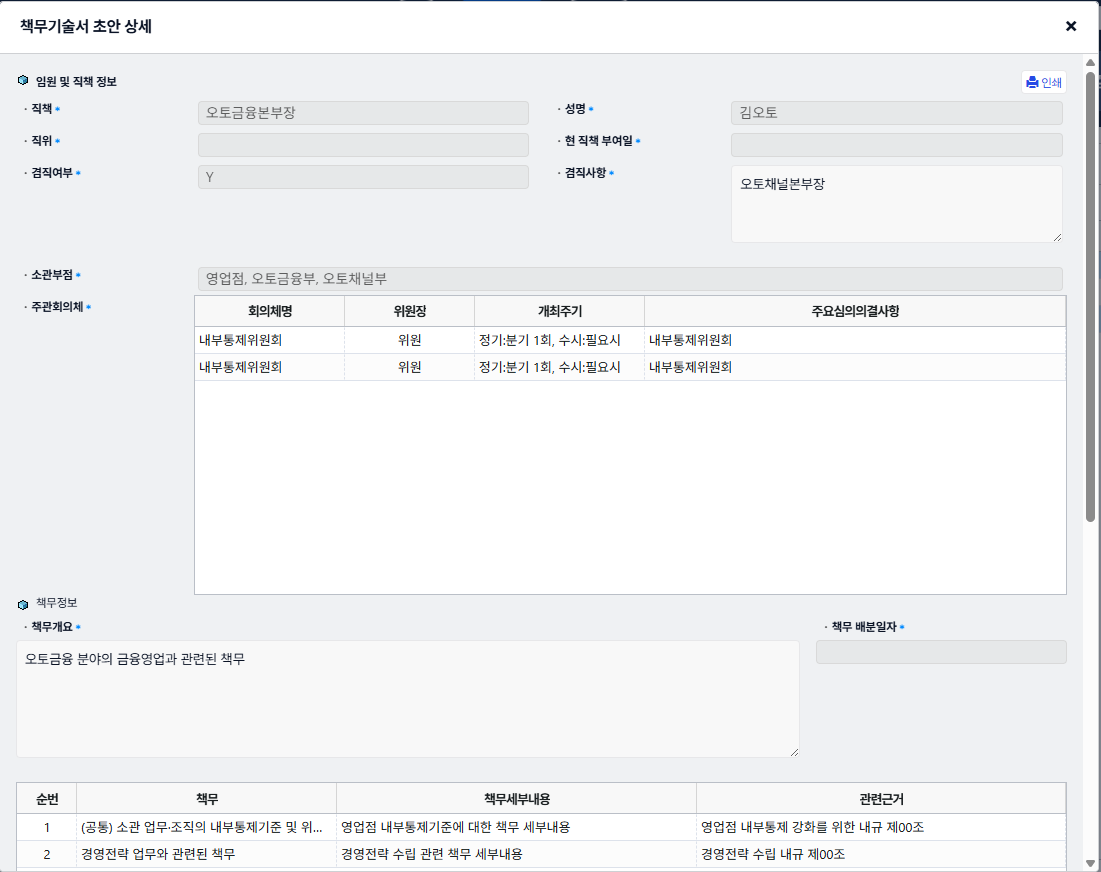 책무기술서 초안 상세
임원 및 직책 정보 인쇄
· 직책 * 오토금융본부장 · 성명 * 김오토
· 직위 * · 현 직책 부여일 *
· 겸직여부 * Y · 겸직사항 * 오토채널본부장
· 소관부점 * 영업점, 오토금융부, 오토채널부
· 주관회의체 *
회의체명 위원장 개최주기 주요심의의결사항
내부통제위원회 위원 정기:분기 1회, 수시:필요시 내부통제위원회
내부통제위원회 위원 정기:분기 1회, 수시:필요시 내부통제위원회
책무정보
· 책무개요 * · 책무 배분일자 *
오토금융 분야의 금융영업과 관련된 책무
순번 책무 책무세부내용 관련근거
1 (공통) 소관 업무·조직의 내부통제기준 및 위... 영업점 내부통제기준에 대한 책무 세부내용 영업점 내부통제 강화를 위한 내규 제00조
2 경영전략 업무와 관련된 책무 경영전략 수립 관련 책무 세부내용 경영전략 수립 내규 제00조